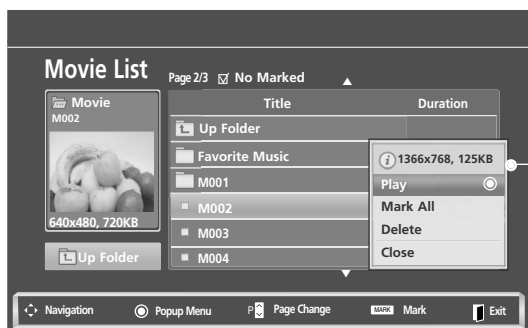 Movie List
Page 2/3 No Marked
Movie
M002
640x480, 720KB
Up Folder
Title Duration
Up Folder
Favorite Music
M001
M002
M003
M004
1366x768, 125KB
Play
Mark All
Delete
Close
Navigation Popup Menu P Page Change MARK Mark Exit